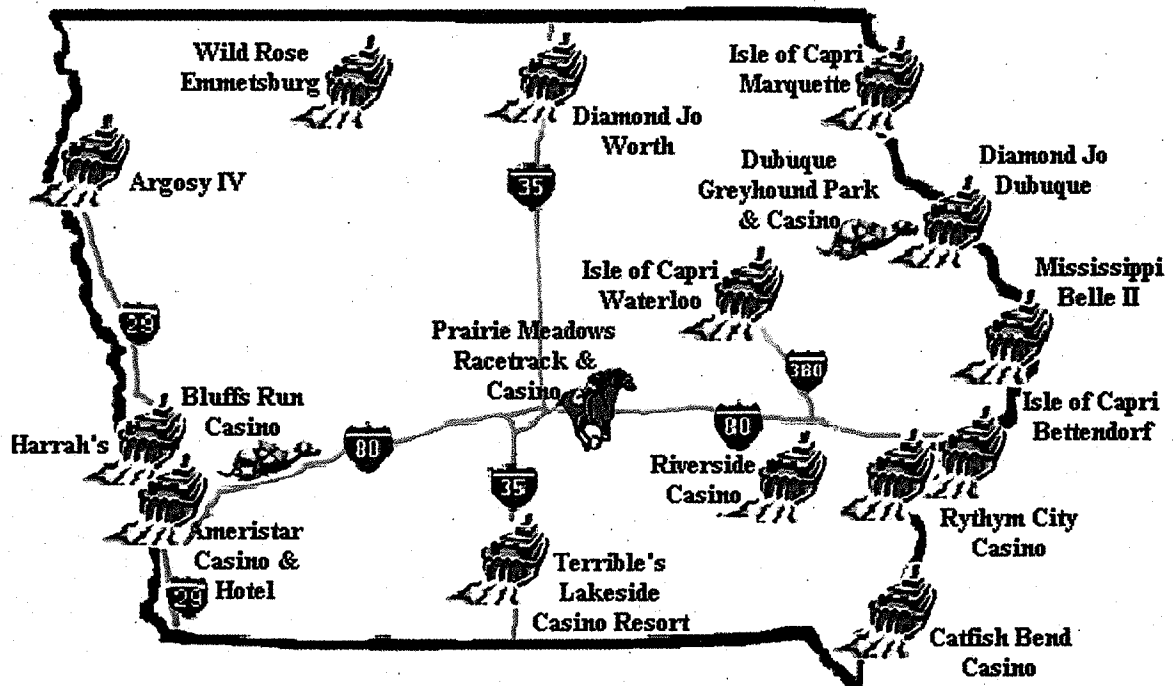 Wild Rose
Emmetsburg
Isle of Capri
Marquette
Diamond Jo
Worth
Argosy IV
35
Dubuque
Greyhound Park
& Casino
Diamond Jo
Dubuque
Isle of Capri
Waterloo
Mississippi
Belle II
29
Prairie Meadows
Racetrack &
Casino
380
Bluffs Run
Casino
Harrah's
80
80
Isle of Capri
Bettendorf
35
Riverside
Casino
Rythym City
Casino
Ameristar
Casino &
Hotel
29
Terrible's
Lakeside
Casino Resort
Catfish Bend
Casino